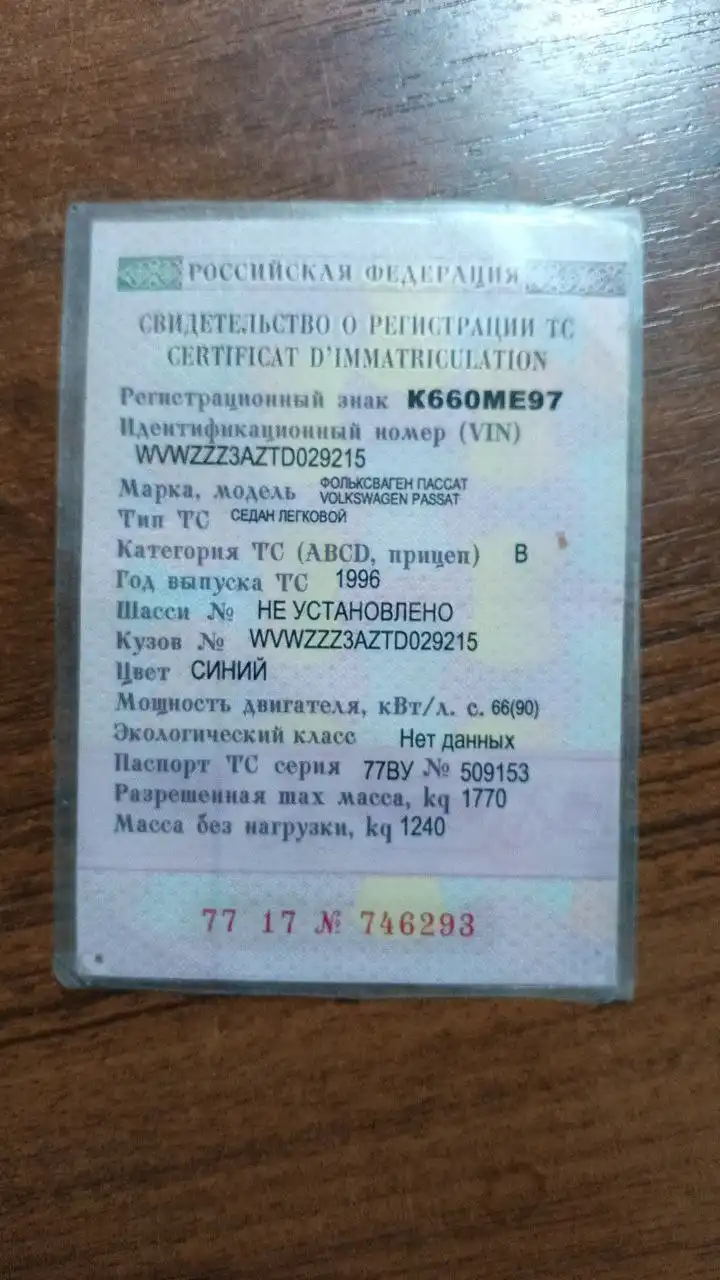 РОССИЙСКАЯ ФЕДЕРАЦИЯ
СВИДЕТЕЛЬСТВО О РЕГИСТРАЦИИ ТС
CERTIFICAT D'IMMATRICULATION
Регистрационный знак К660МЕ97
Идентификационный номер (VIN)
WVWZZZ3AZTD029215
Марка, модель ФОЛЬКСВАГЕН ПАССАТ
VOLKSWAGEN PASSAT
Тип ТС СЕДАН ЛЕГКОВОЙ
Категория ТС (ABCD, прицеп) B
Год выпуска ТС 1996
Шасси № НЕ УСТАНОВЛЕНО
Кузов № WVWZZZ3AZTD029215
Цвет СИНИЙ
Мощность двигателя, кВт/л. с. 66(90)
Экологический класс Нет данных
Паспорт ТС серия 77ВУ № 509153
Разрешенная max масса, kg 1770
Масса без нагрузки, kg 1240
77 17 № 746293